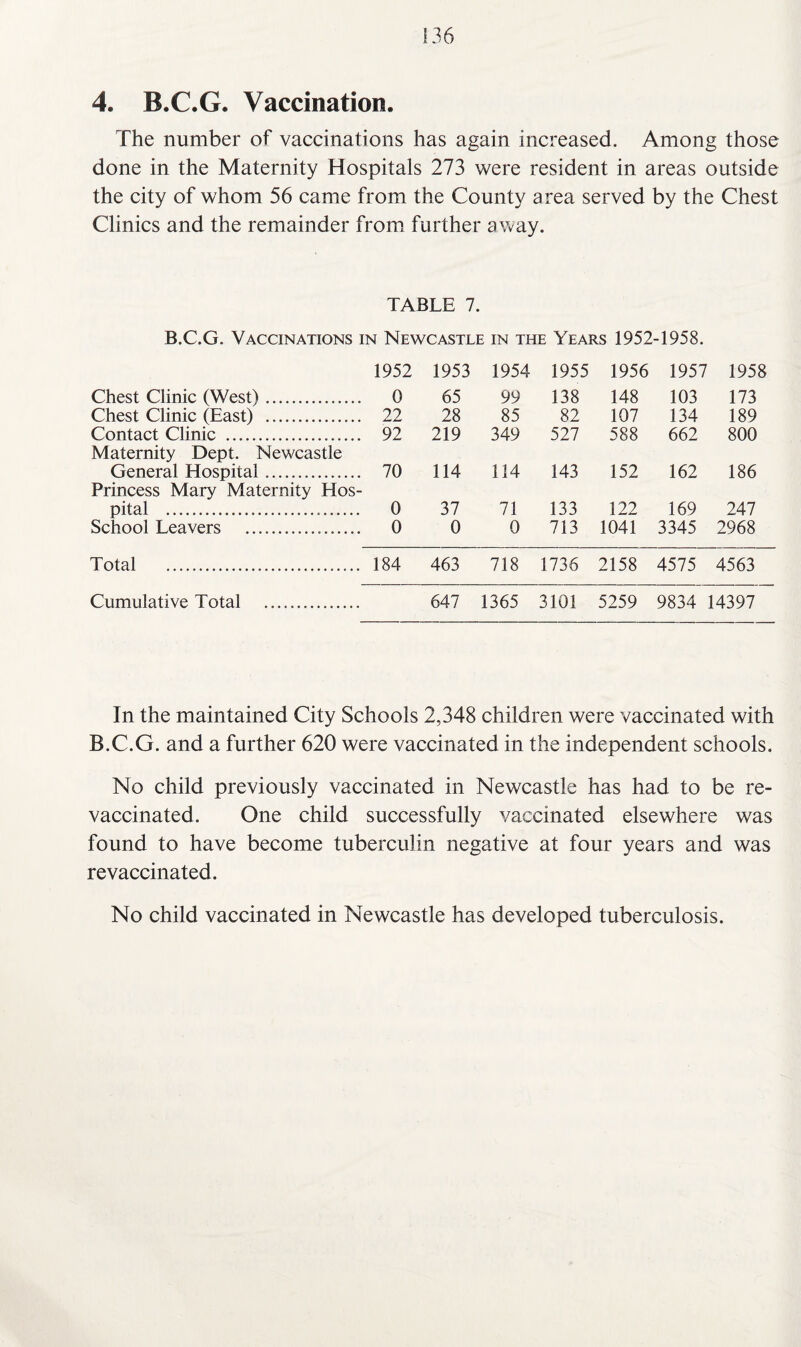 136
4. B.C.G. Vaccination.
The number of vaccinations has again increased. Among those
done in the Maternity Hospitals 273 were resident in areas outside
the city of whom 56 came from the County area served by the Chest
Clinics and the remainder from further away.
TABLE 7.
B.C.G. Vaccinations in Newcastle in the Years 1952-1958.
1952 1953 1954 1955 1956 1957 1958
Chest Clinic (West) ................ 0 65 99 138 148 103 173
Chest Clinic (East) ................ 22 28 85 82 107 134 189
Contact Clinic ...................... 92 219 349 527 588 662 800
Maternity Dept. Newcastle
General Hospital ................ 70 114 114 143 152 162 186
Princess Mary Maternity Hos-
pital ................................ 0 37 71 133 122 169 247
School Leavers .................... 0 0 0 713 1041 3345 2968
Total ................................ 184 463 718 1736 2158 4575 4563
Cumulative Total ................ 647 1365 3101 5259 9834 14397
In the maintained City Schools 2,348 children were vaccinated with
B.C.G. and a further 620 were vaccinated in the independent schools.
No child previously vaccinated in Newcastle has had to be re-
vaccinated. One child successfully vaccinated elsewhere was
found to have become tuberculin negative at four years and was
revaccinated.
No child vaccinated in Newcastle has developed tuberculosis.